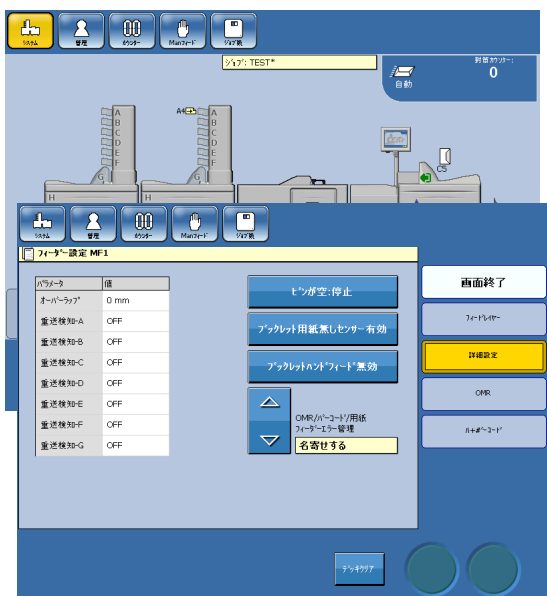 システム 管理 カウンター Manフィード ジョブ域
ジョブ: TEST*
自動
封筒カウンター:
0
A4
A
B
C
D
E
F
G
A
B
C
D
E
F
G
C5
H
H
システム 管理 カウンター Manフィード ジョブ域
フィーダー設定 MF1
パラメータ 値
オーバーラップ 0 mm
重送検知-A OFF
重送検知-B OFF
重送検知-C OFF
重送検知-D OFF
重送検知-E OFF
重送検知-F OFF
重送検知-G OFF
ビンが空:停止
ブックレット用紙無しセンサー有効
ブックレットハンドフィード無効
OMR/バーコード/用紙
フィーダーエラー管理
名寄せする
画面終了
フィードレイヤー
詳細設定
OMR
バーコード
デッキクリア